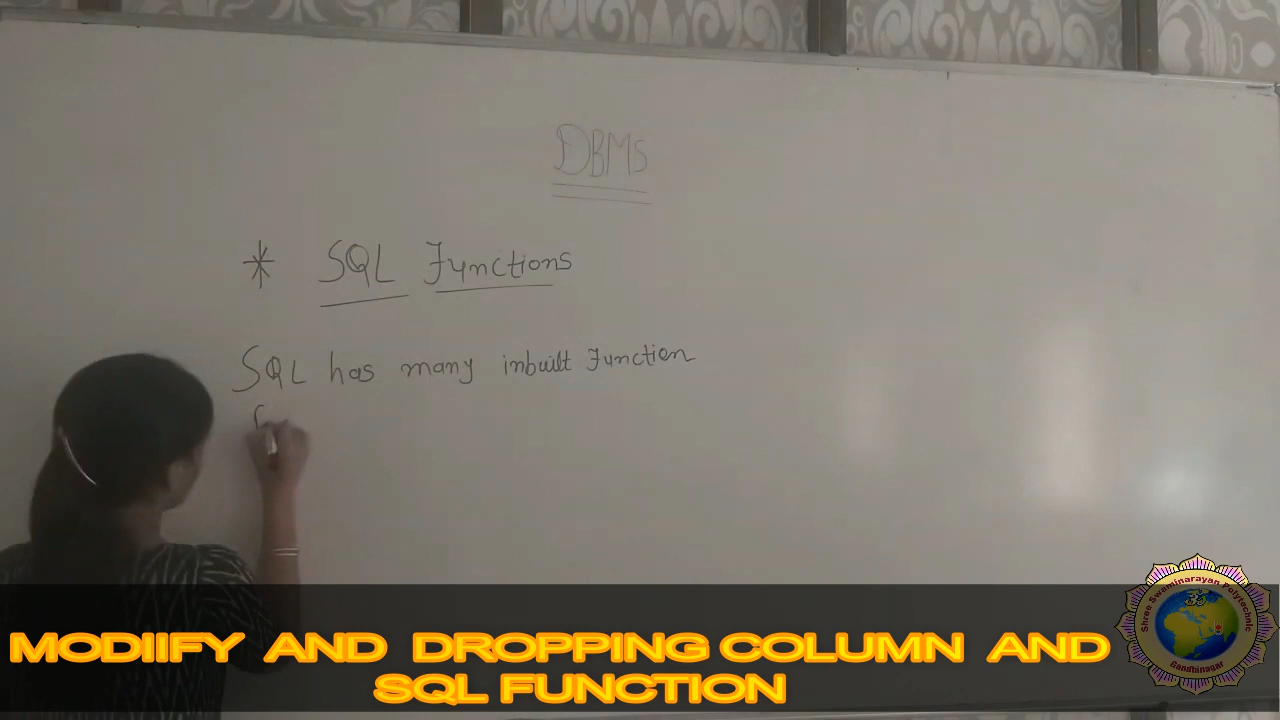 DBMS
* SQL Functions
SQL has many inbuilt Function
MODIIFY AND DROPPING COLUMN AND
SQL FUNCTION
Shree Swaminarayan Polytechnic
Gandhinagar